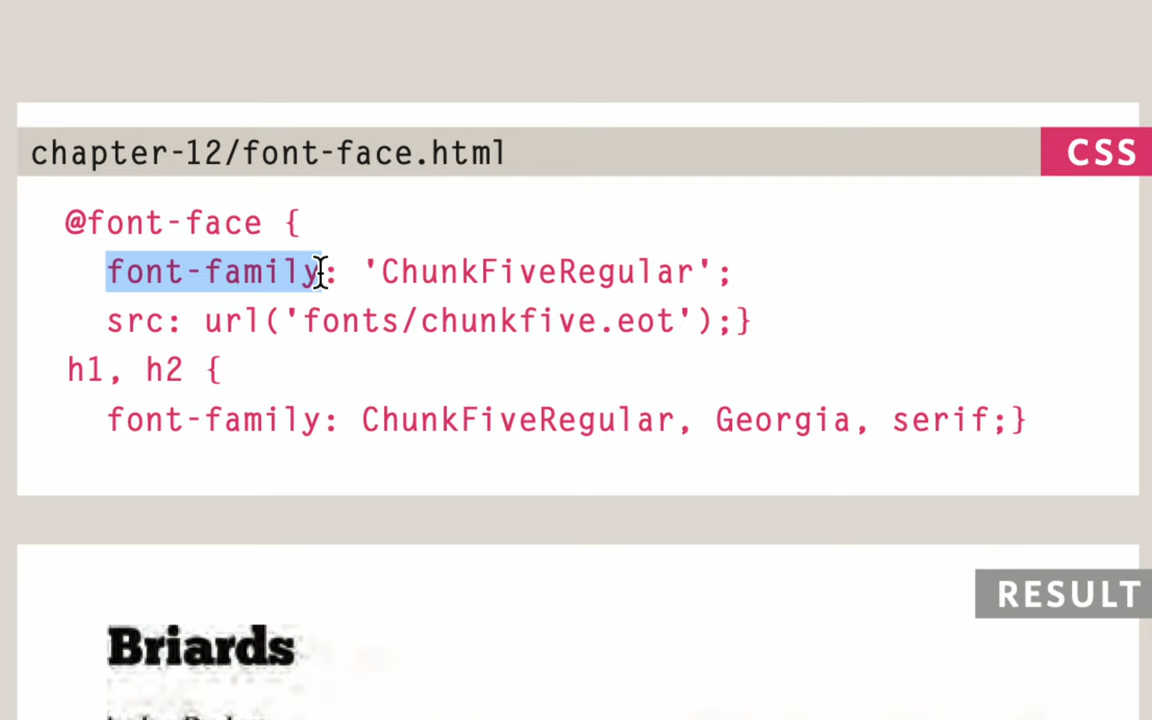 chapter-12/font-face.html
CSS
@font-face {
font-family: 'ChunkFiveRegular';
src: url('fonts/chunkfive.eot');}
h1, h2 {
font-family: ChunkFiveRegular, Georgia, serif;}
RESULT
Briards